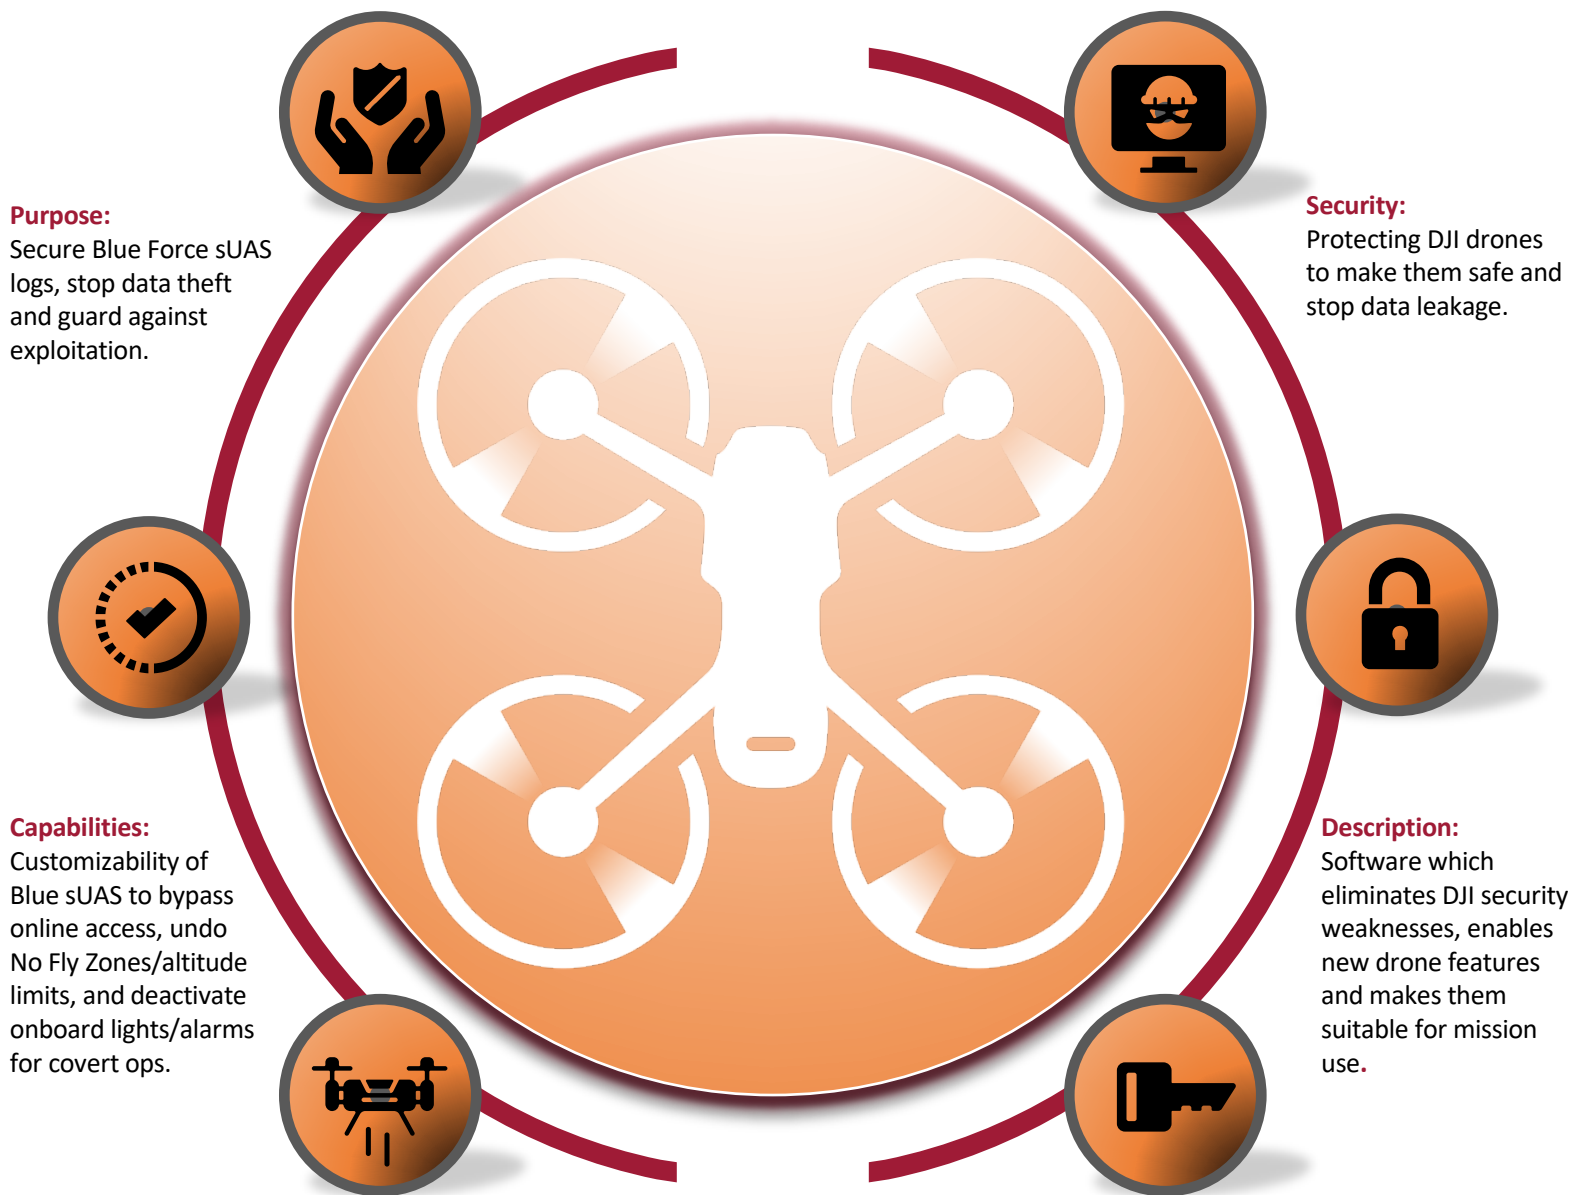 Purpose:
Secure Blue Force sUAS
logs, stop data theft
and guard against
exploitation.
Security:
Protecting DJI drones
to make them safe and
stop data leakage.
Capabilities:
Customizability of
Blue sUAS to bypass
online access, undo
No Fly Zones/altitude
limits, and deactivate
onboard lights/alarms
for covert ops.
Description:
Software which
eliminates DJI security
weaknesses, enables
new drone features
and makes them
suitable for mission
use.